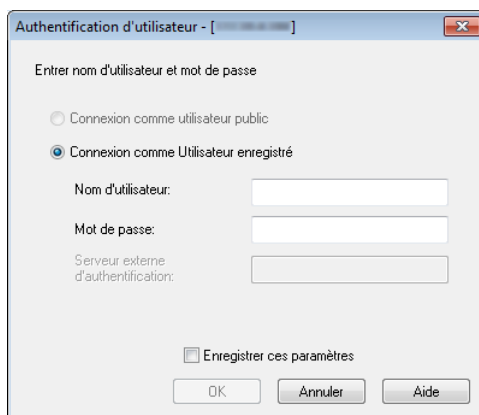 Authentification d'utilisateur - [ ]
Entrer nom d'utilisateur et mot de passe
Connexion comme utilisateur public
Connexion comme Utilisateur enregistré
Nom d'utilisateur:
Mot de passe:
Serveur externe
d'authentification:
Enregistrer ces paramètres
OK Annuler Aide